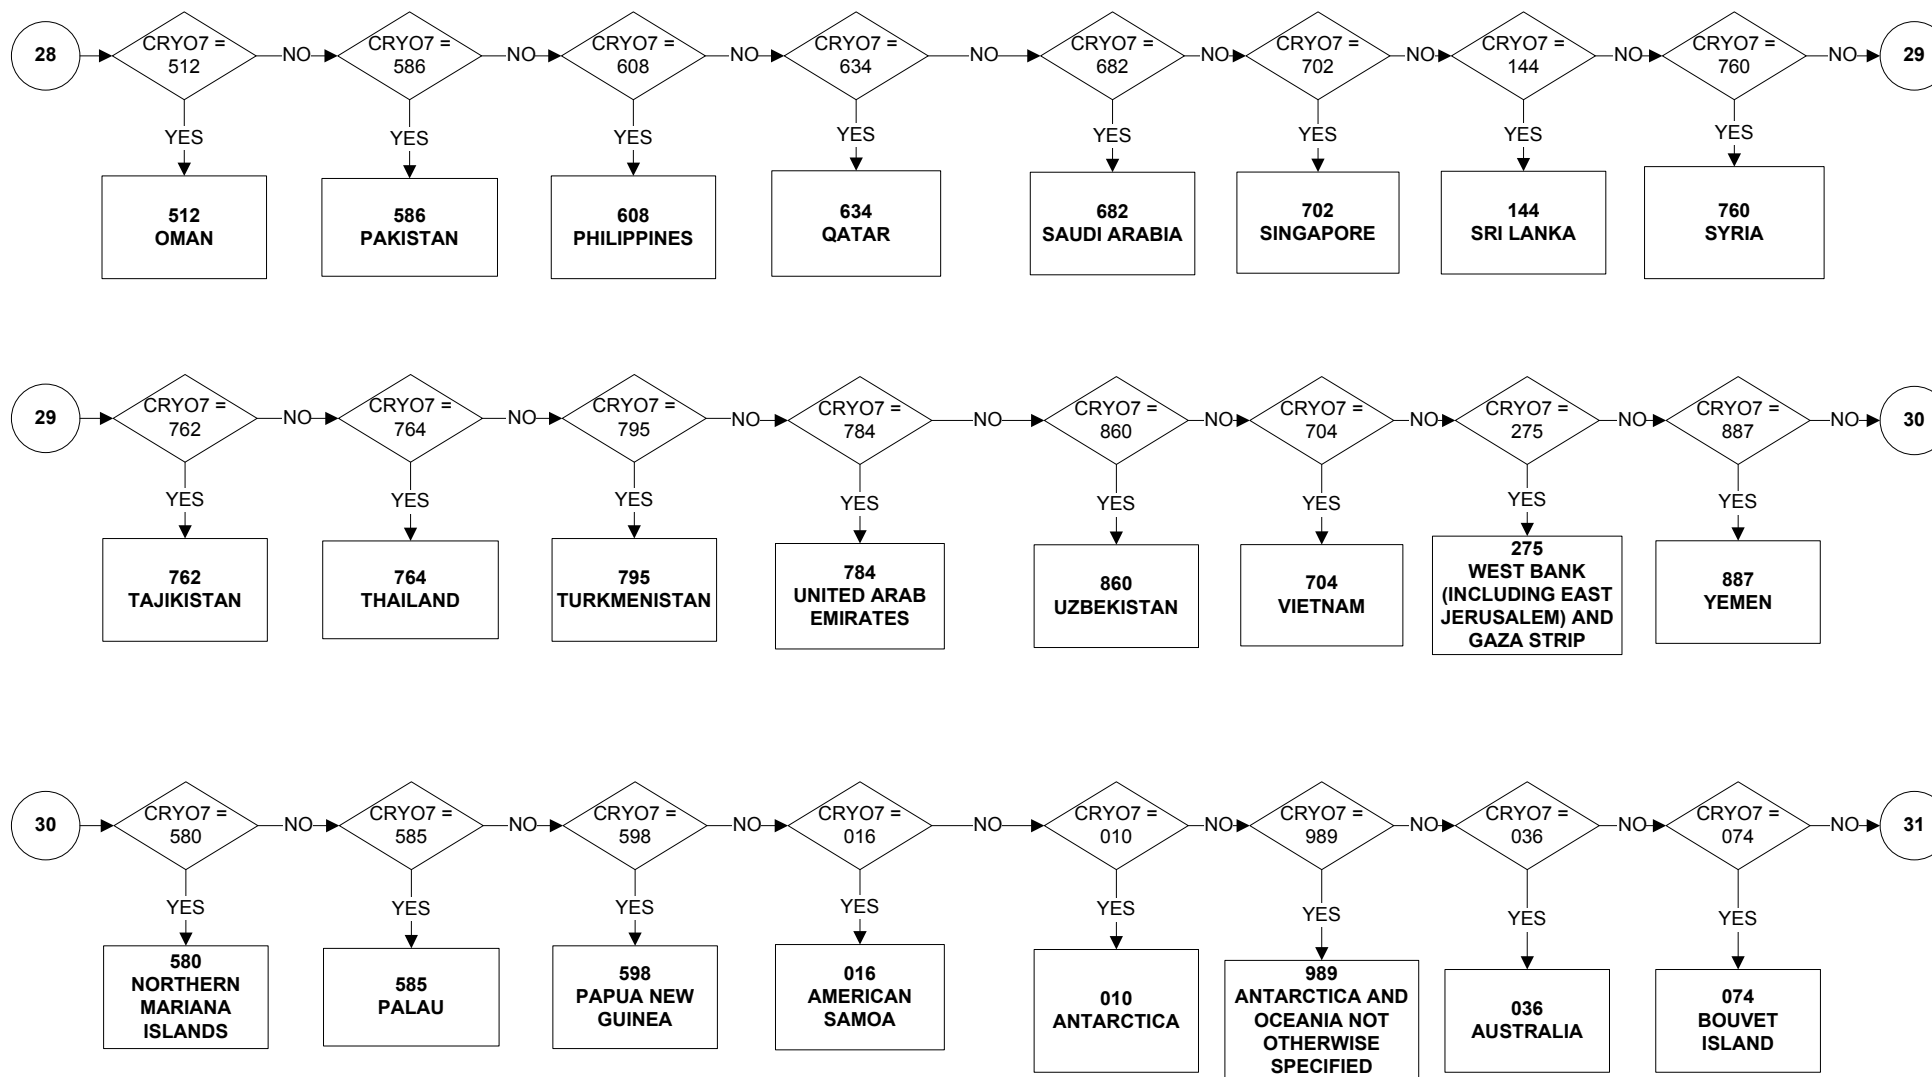 28
CRYO7 =
512
NO
CRYO7 =
586
NO
CRYO7 =
608
NO
CRYO7 =
634
NO
CRYO7 =
682
NO
CRYO7 =
702
NO
CRYO7 =
144
NO
CRYO7 =
760
NO
29
YES
YES
YES
YES
YES
YES
YES
YES
512
OMAN
586
PAKISTAN
608
PHILIPPINES
634
QATAR
682
SAUDI ARABIA
702
SINGAPORE
144
SRI LANKA
760
SYRIA
29
CRYO7 =
762
NO
CRYO7 =
764
NO
CRYO7 =
795
NO
CRYO7 =
784
NO
CRYO7 =
860
NO
CRYO7 =
704
NO
CRYO7 =
275
NO
CRYO7 =
887
NO
30
YES
YES
YES
YES
YES
YES
YES
YES
762
TAJIKISTAN
764
THAILAND
795
TURKMENISTAN
784
UNITED ARAB
EMIRATES
860
UZBEKISTAN
704
VIETNAM
275
WEST BANK
(INCLUDING EAST
JERUSALEM) AND
GAZA STRIP
887
YEMEN
30
CRYO7 =
580
NO
CRYO7 =
585
NO
CRYO7 =
598
NO
CRYO7 =
016
NO
CRYO7 =
010
NO
CRYO7 =
989
NO
CRYO7 =
036
NO
CRYO7 =
074
NO
31
YES
YES
YES
YES
YES
YES
YES
YES
580
NORTHERN
MARIANA
ISLANDS
585
PALAU
598
PAPUA NEW
GUINEA
016
AMERICAN
SAMOA
010
ANTARCTICA
989
ANTARCTICA AND
OCEANIA NOT
OTHERWISE
SPECIFIED
036
AUSTRALIA
074
BOUVET
ISLAND